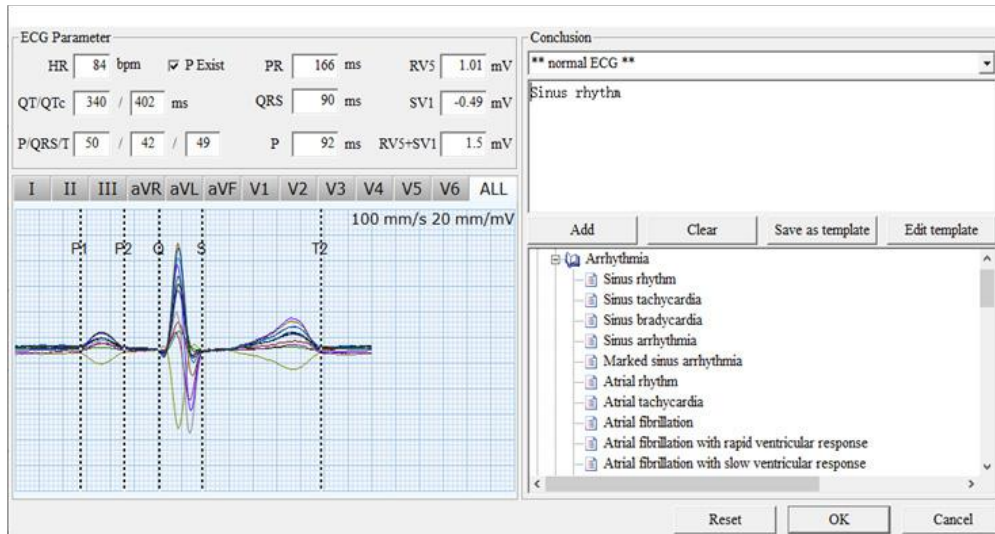 ECG Parameter
HR 84 bpm P Exist PR 166 ms RV5 1.01 mV
QT/QTc 340 / 402 ms QRS 90 ms SV1 -0.49 mV
P/QRS/T 50 / 42 / 49 P 92 ms RV5+SV1 1.5 mV
I II III aVR aVL aVF V1 V2 V3 V4 V5 V6 ALL
100 mm/s 20 mm/mV
P1 P2 Q S T2
Conclusion
** normal ECG **
Sinus rhythm
Add Clear Save as template Edit template
Arrhythmia
Sinus rhythm
Sinus tachycardia
Sinus bradycardia
Sinus arrhythmia
Marked sinus arrhythmia
Atrial rhythm
Atrial tachycardia
Atrial fibrillation
Atrial fibrillation with rapid ventricular response
Atrial fibrillation with slow ventricular response
Reset OK Cancel